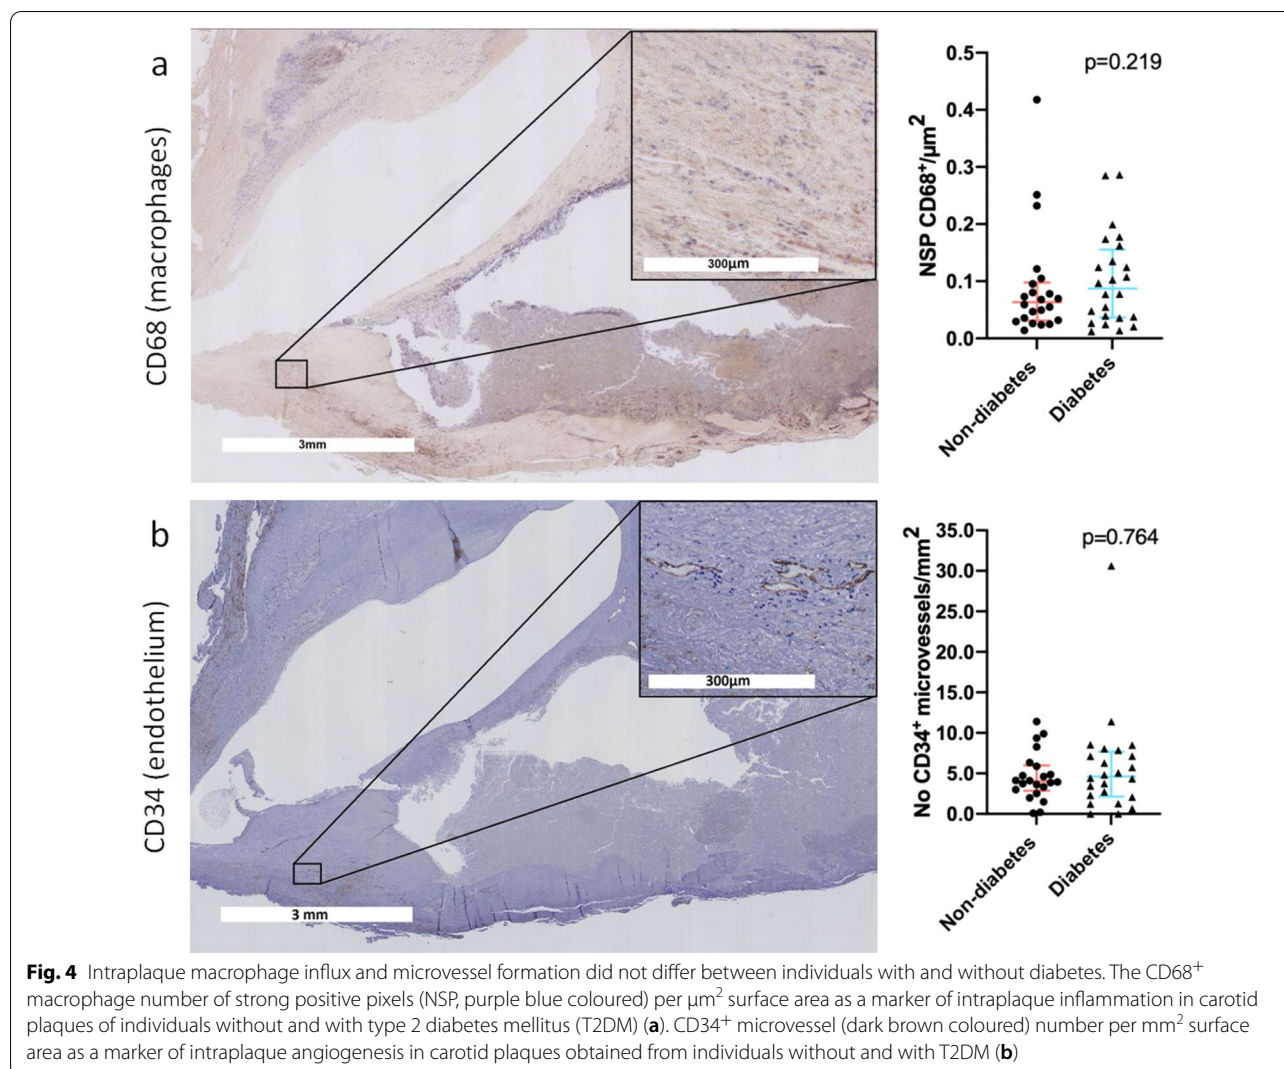 a
CD68 (macrophages)
300μm
3mm
p=0.219
NSP CD68⁺/μm²
0.5
0.4
0.3
0.2
0.1
0.0
Non-diabetes
Diabetes
b
CD34 (endothelium)
300μm
3 mm
p=0.764
No CD34⁺ microvessels/mm²
35.0
30.0
25.0
20.0
15.0
10.0
5.0
0.0
Non-diabetes
Diabetes
Fig. 4 Intraplaque macrophage influx and microvessel formation did not differ between individuals with and without diabetes. The CD68⁺
macrophage number of strong positive pixels (NSP, purple blue coloured) per μm² surface area as a marker of intraplaque inflammation in carotid
plaques of individuals without and with type 2 diabetes mellitus (T2DM) (a). CD34⁺ microvessel (dark brown coloured) number per mm² surface
area as a marker of intraplaque angiogenesis in carotid plaques obtained from individuals without and with T2DM (b)